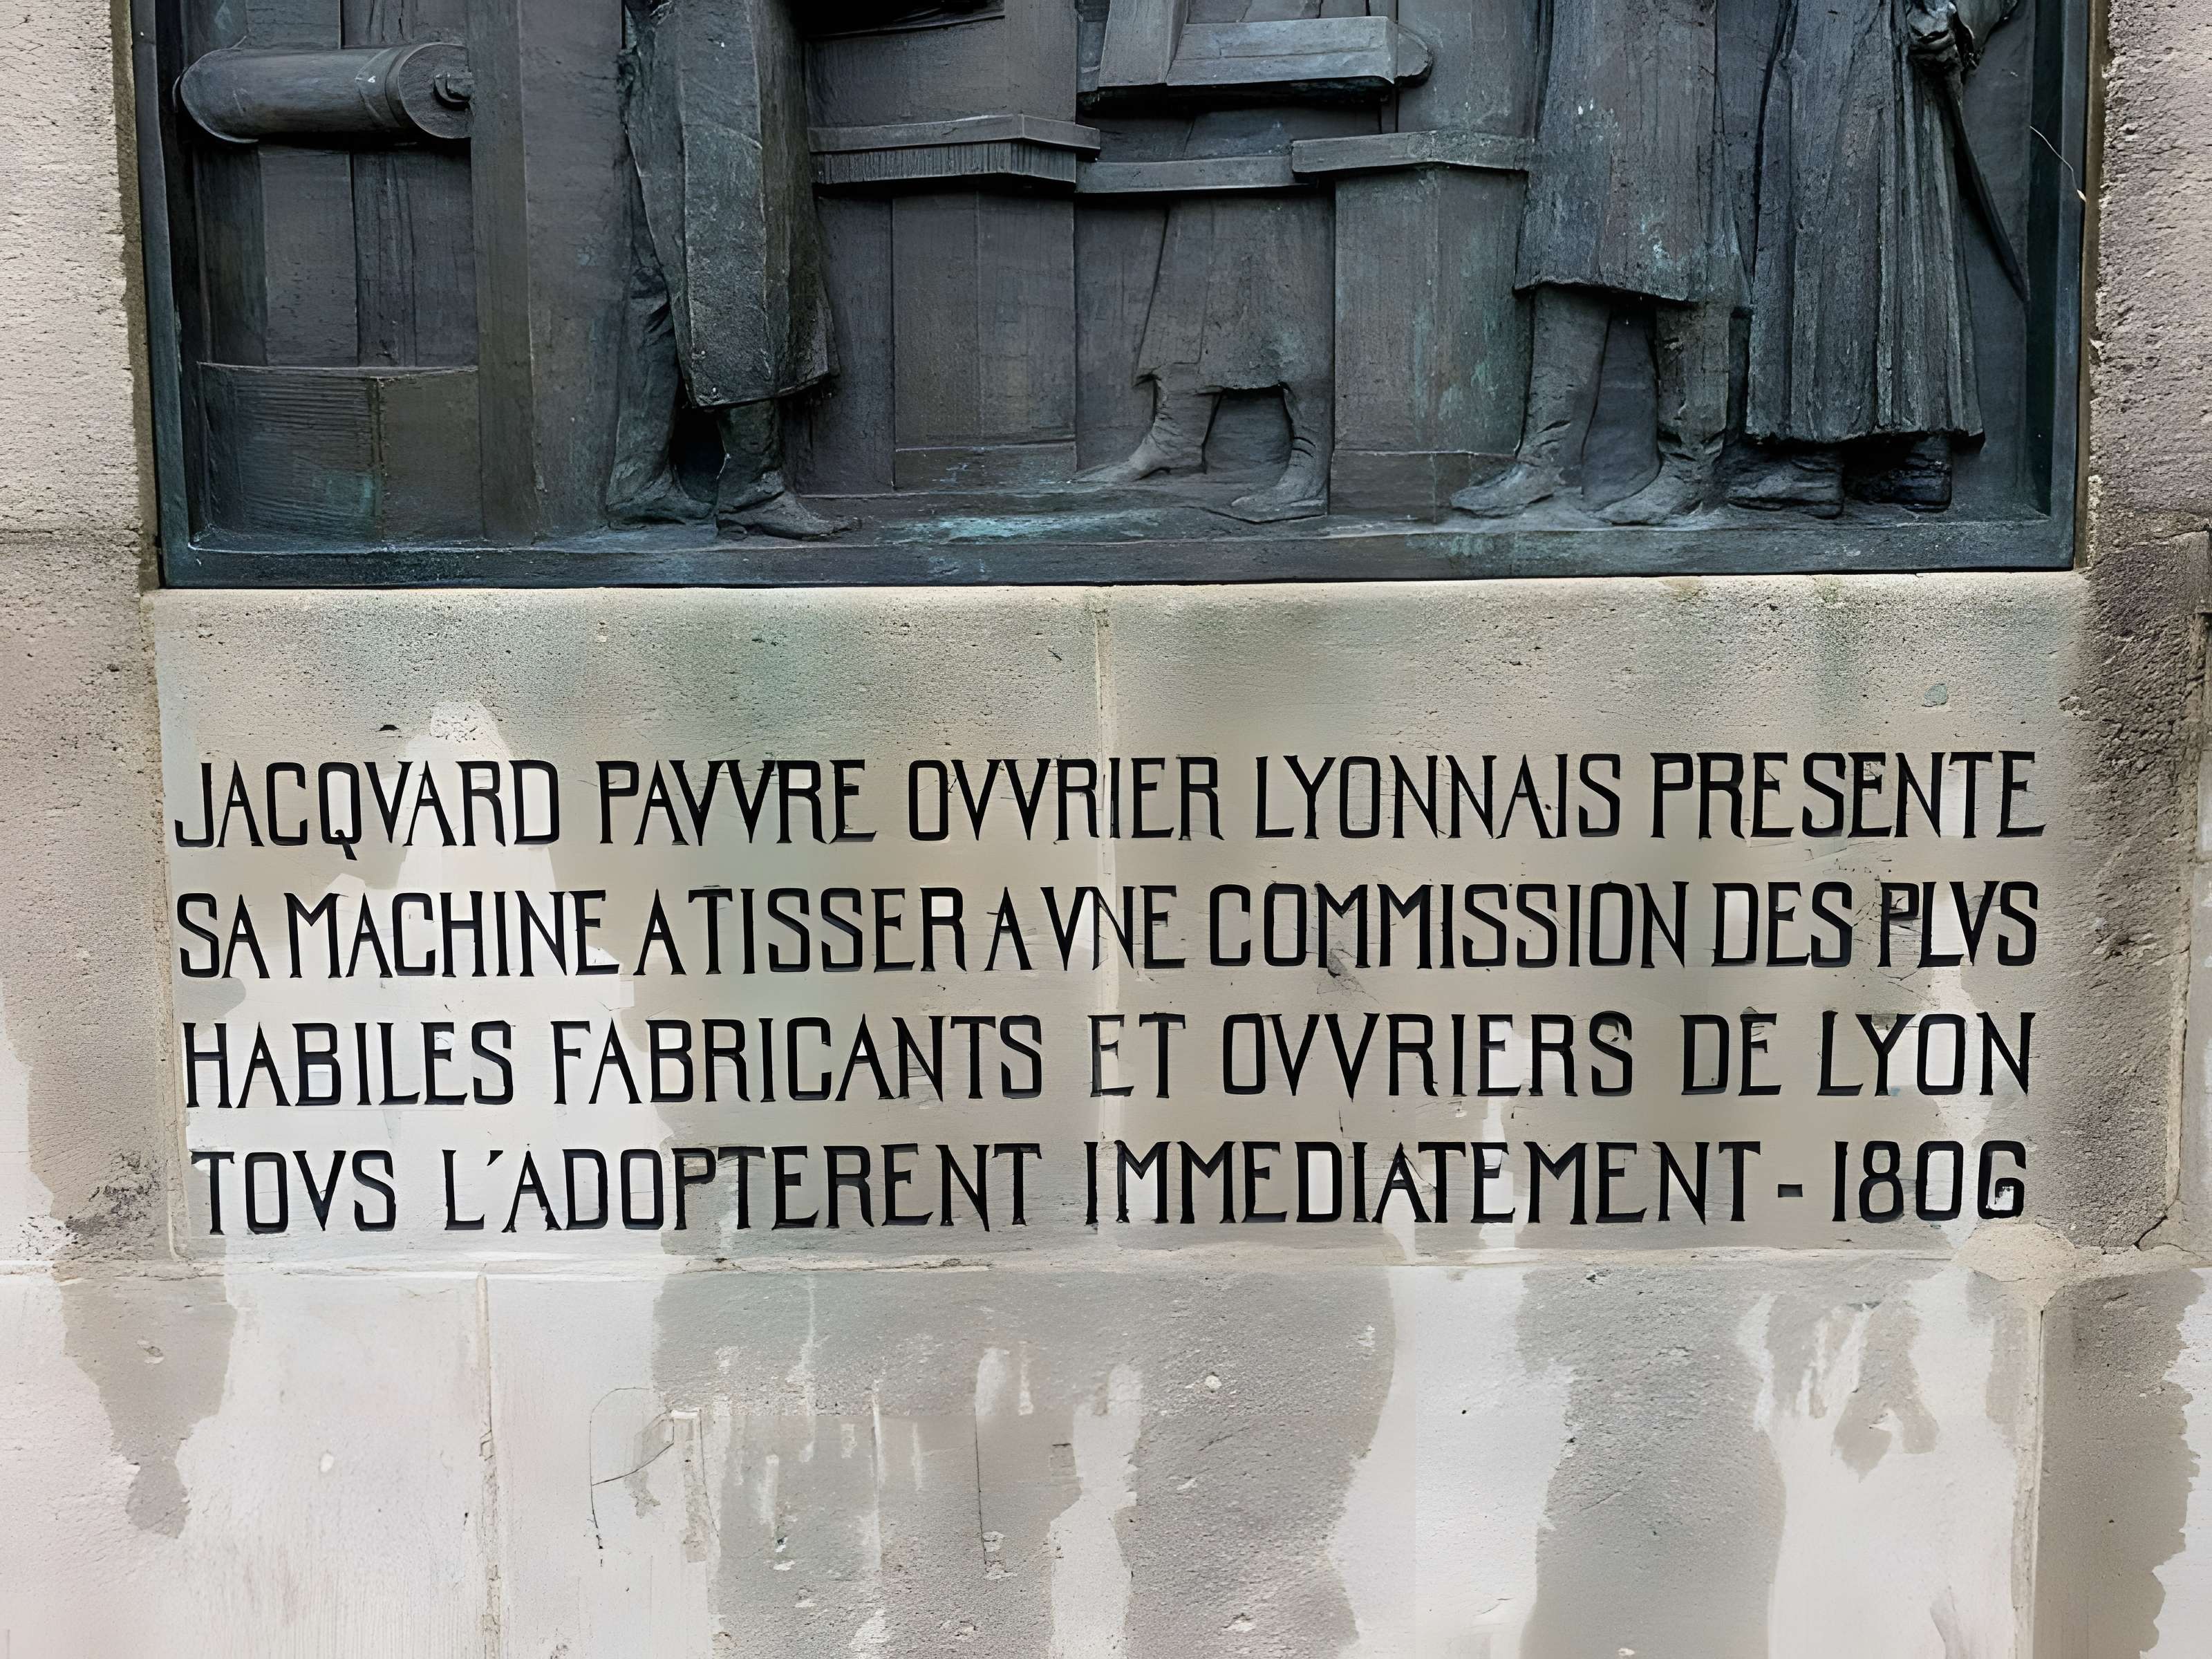 JACQVARD PAVVRE OVVRIER LYONNAIS PRESENTE
SA MACHINE A TISSER A VNE COMMISSION DES PLVS
HABILES FABRICANTS ET OVVRIERS DE LYON
TOVS L'ADOPTERENT IMMEDIATEMENT - 1806